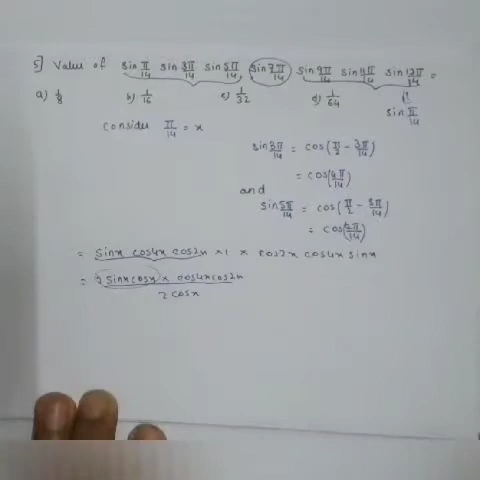 5] Value of sin π/14 sin 3π/14 sin 5π/14 sin 7π/14 sin 9π/14 sin 11π/14 sin 13π/14 =
a) 1/8 b) 1/16 c) 1/32 d) 1/64
sin π/14
consider π/14 = x
sin 3π/14 = cos(π/2 - 3π/14)
= cos(4π/14)
and
sin 5π/14 = cos(π/2 - 5π/14)
= cos(2π/14)
= sinx cos4x cos2x × 1 × cos2x cos4x sinx
= 2 sinx cosx × cos4x cos2x
2 cosx